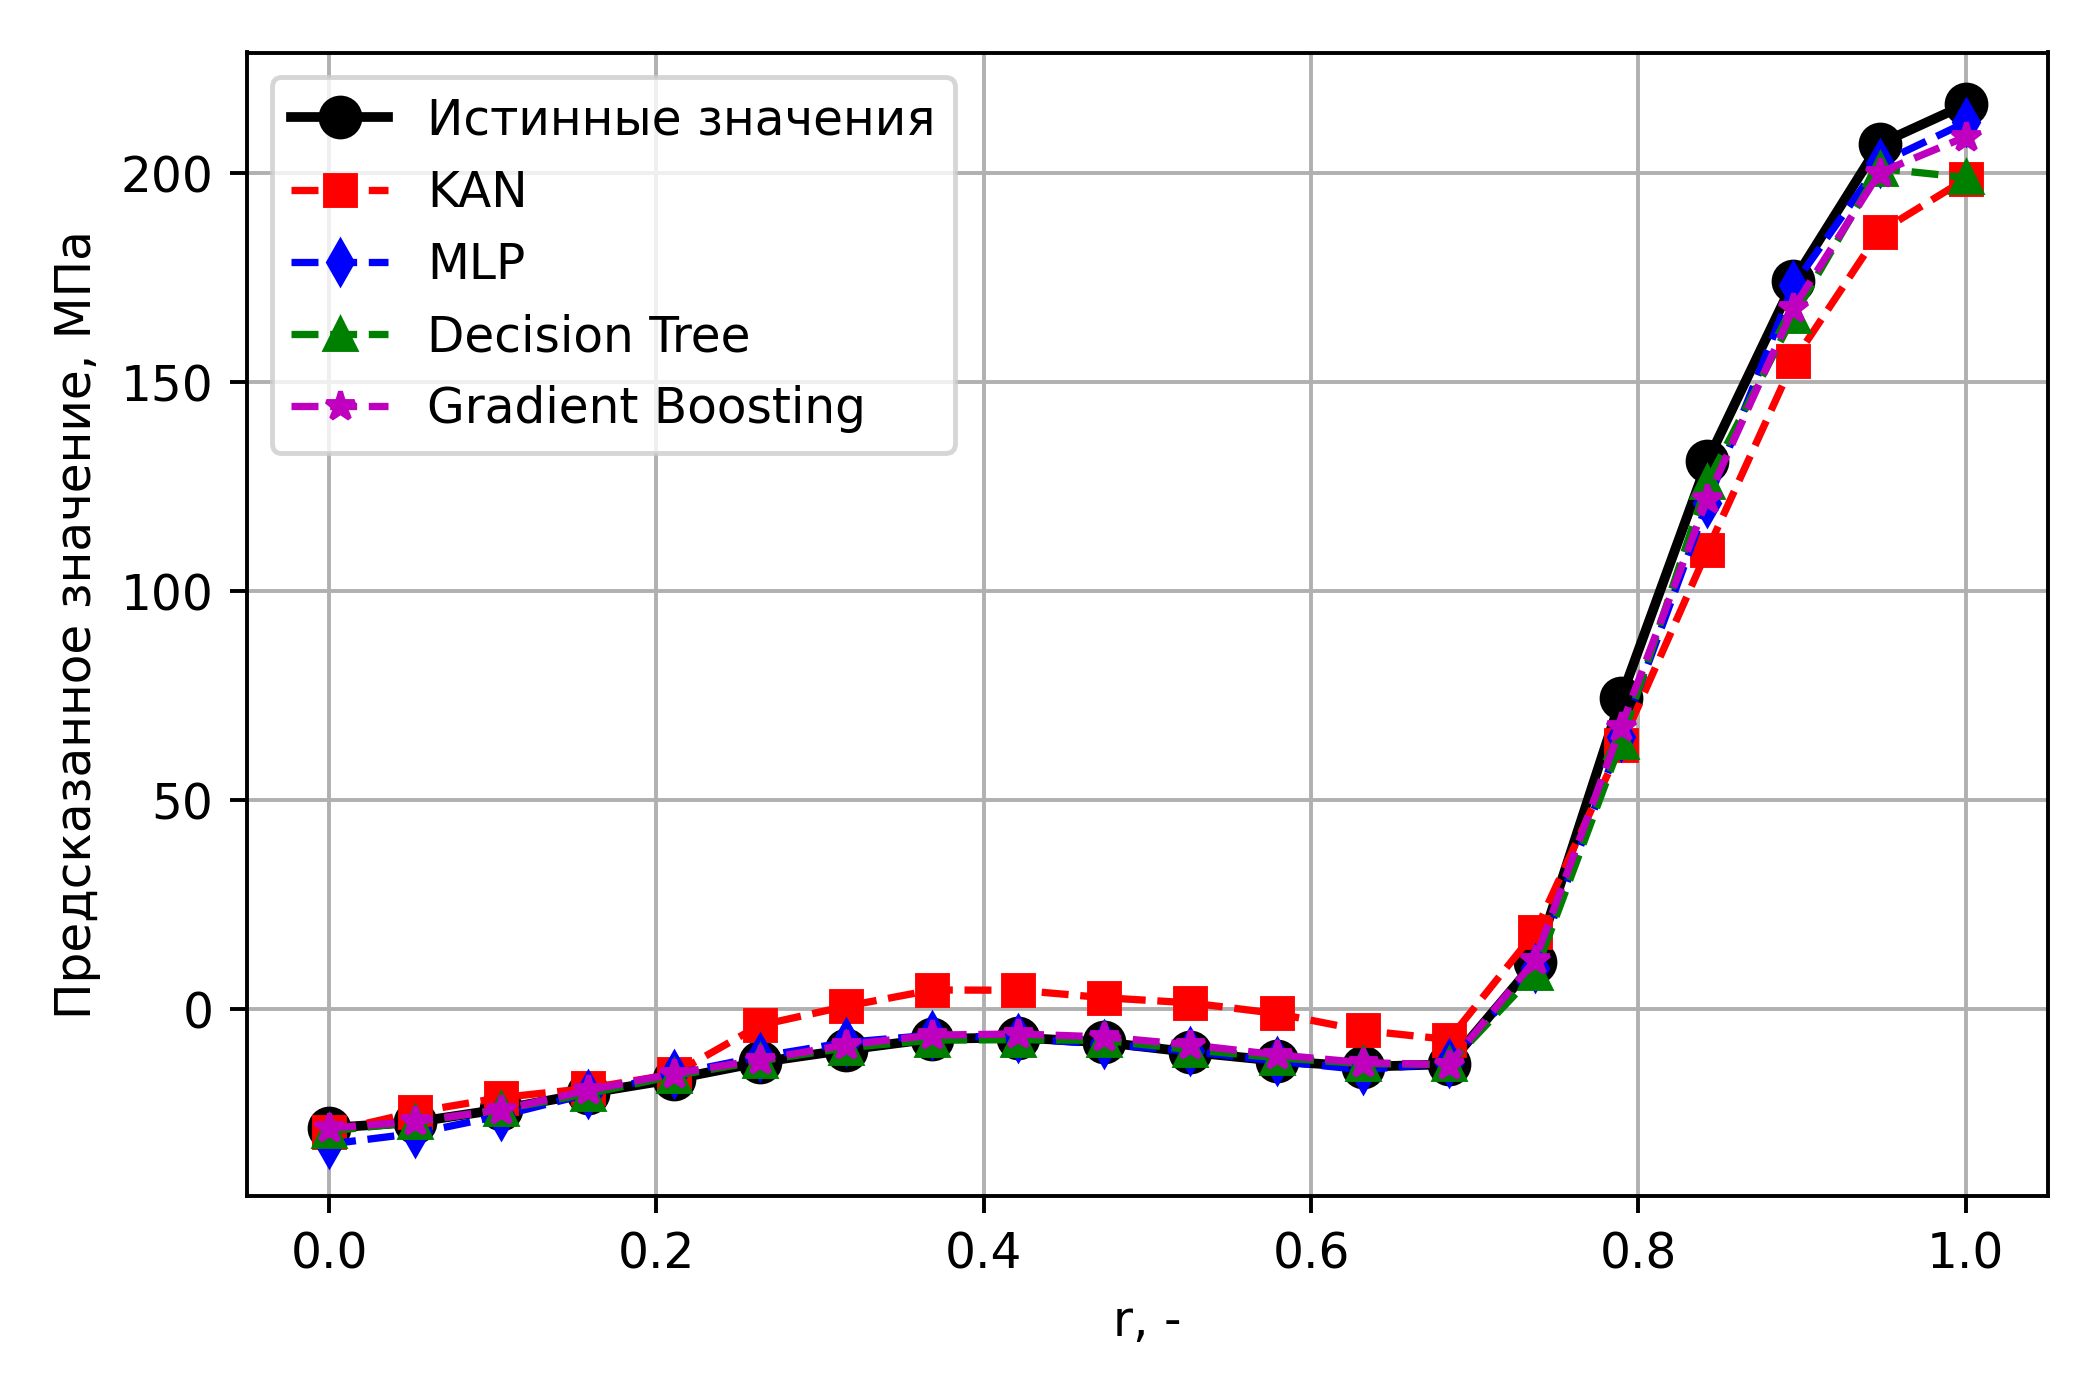 Истинные значения
KAN
MLP
Decision Tree
Gradient Boosting
Предсказанное значение, МПа
200
150
100
50
0
0.0 0.2 0.4 0.6 0.8 1.0
r, -